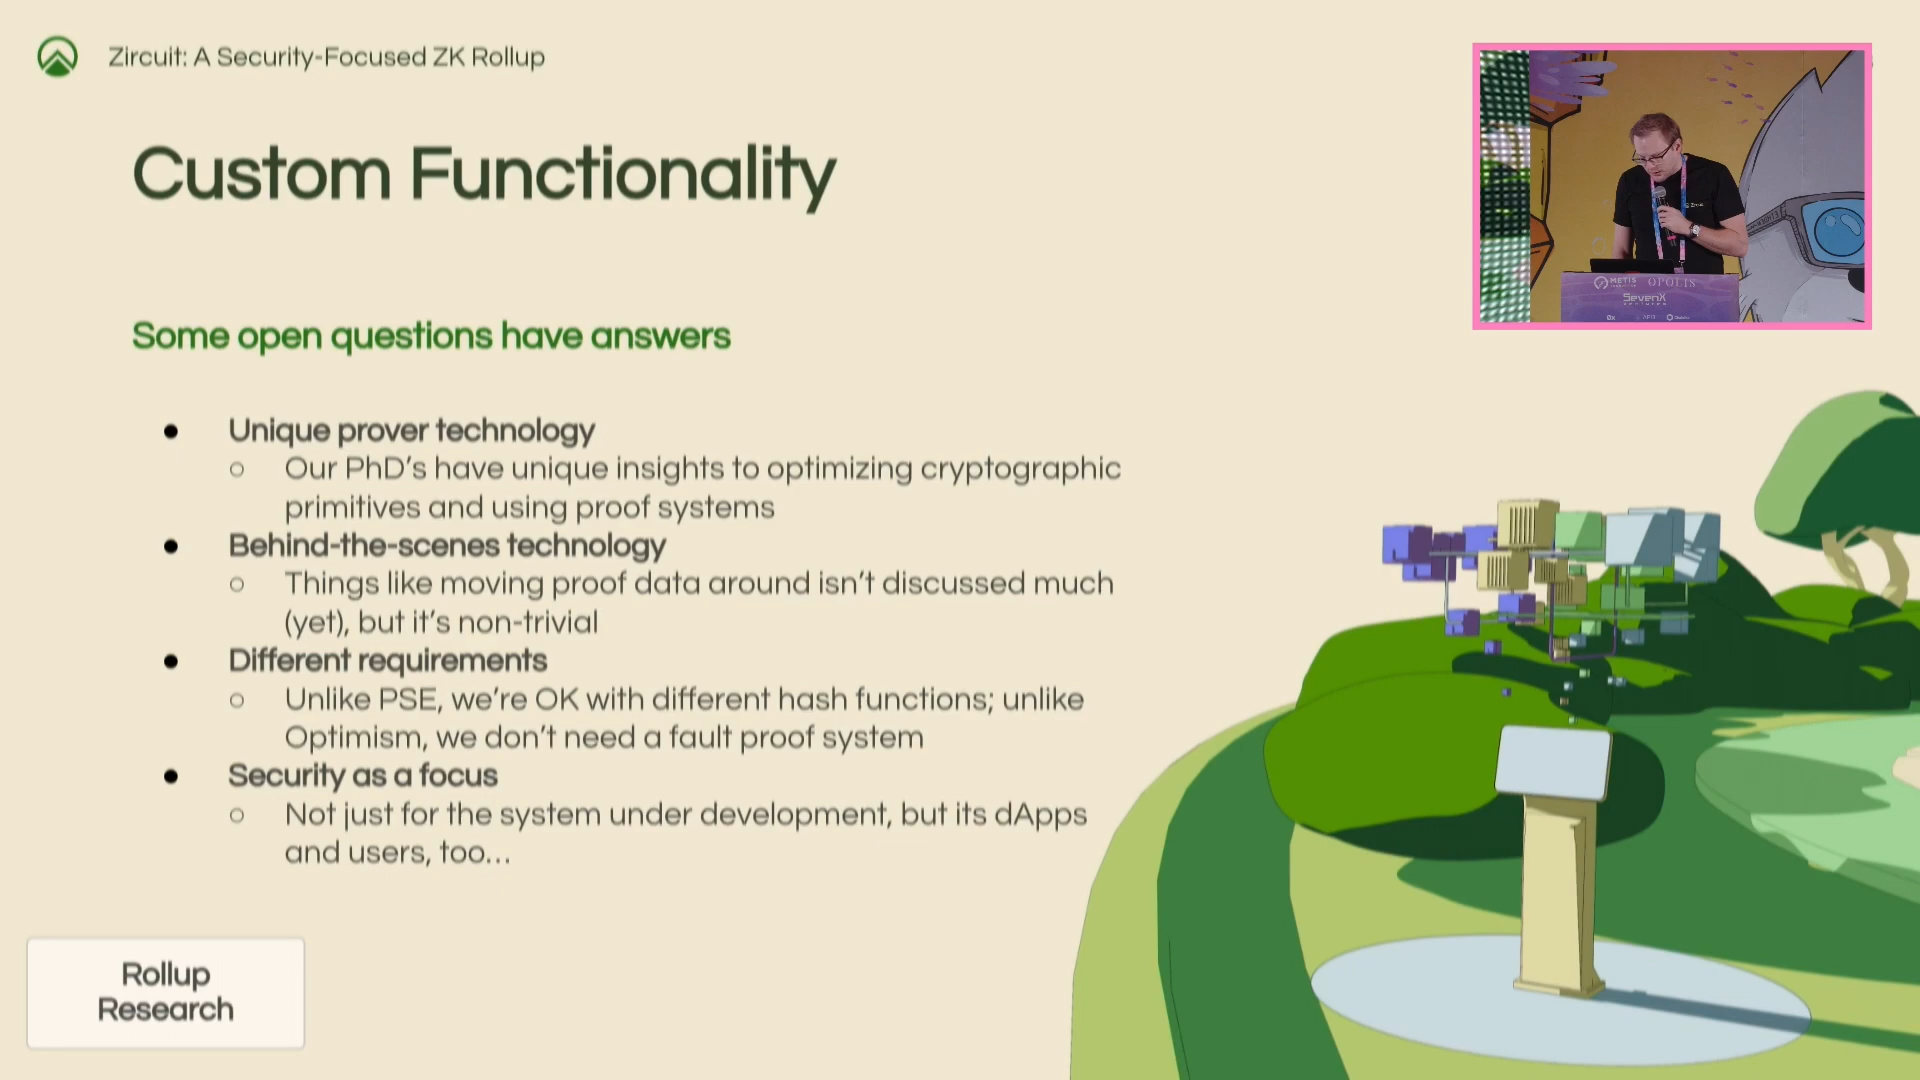 Zircuit: A Security-Focused ZK Rollup
Custom Functionality
Some open questions have answers
● Unique prover technology
○ Our PhD's have unique insights to optimizing cryptographic
primitives and using proof systems
● Behind-the-scenes technology
○ Things like moving proof data around isn't discussed much
(yet), but it's non-trivial
● Different requirements
○ Unlike PSE, we're OK with different hash functions; unlike
Optimism, we don't need a fault proof system
● Security as a focus
○ Not just for the system under development, but its dApps
and users, too...
Rollup
Research
METIS OPOLIS
SevenX